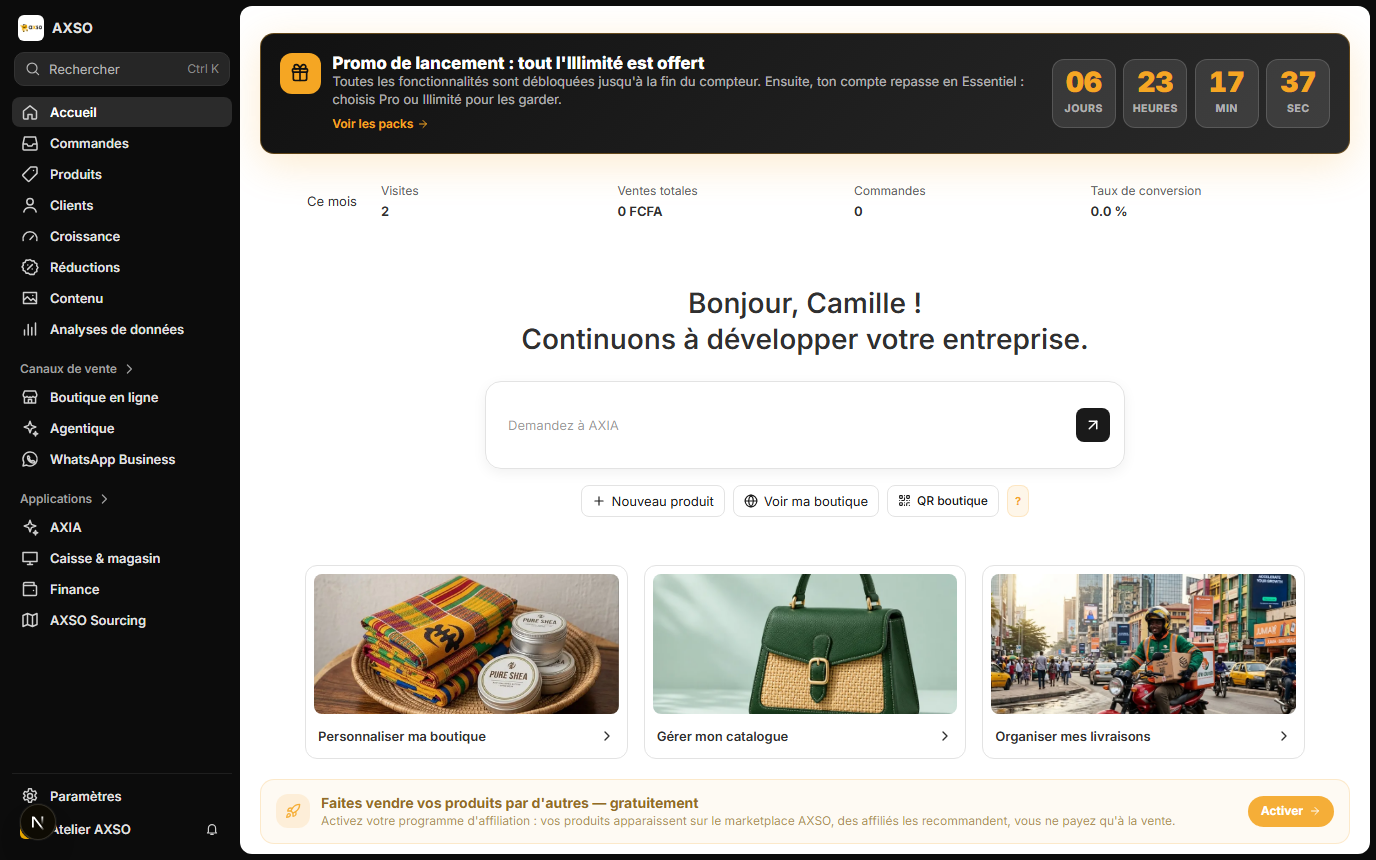 AXSO
Rechercher
Ctrl K
Accueil
Commandes
Produits
Clients
Croissance
Réductions
Contenu
Analyses de données
Canaux de vente
Boutique en ligne
Agentique
WhatsApp Business
Applications
AXIA
Caisse & magasin
Finance
AXSO Sourcing
Paramètres
N
Atelier AXSO
Promo de lancement : tout l'Illimité est offert
Toutes les fonctionnalités sont débloquées jusqu'à la fin du compteur. Ensuite, ton compte repasse en Essentiel :
choisis Pro ou Illimité pour les garder.
Voir les packs →
06 23 17 37
JOURS HEURES MIN SEC
Ce mois
Visites
2
Ventes totales
0 FCFA
Commandes
0
Taux de conversion
0.0 %
Bonjour, Camille !
Continuons à développer votre entreprise.
Demandez à AXIA
Nouveau produit
Voir ma boutique
QR boutique
?
PURE SHEA
PURE SHEA
Personnaliser ma boutique
Gérer mon catalogue
Organiser mes livraisons
Faites vendre vos produits par d'autres — gratuitement
Activez votre programme d'affiliation : vos produits apparaissent sur le marketplace AXSO, des affiliés les recommandent, vous ne payez qu'à la vente.
Activer →